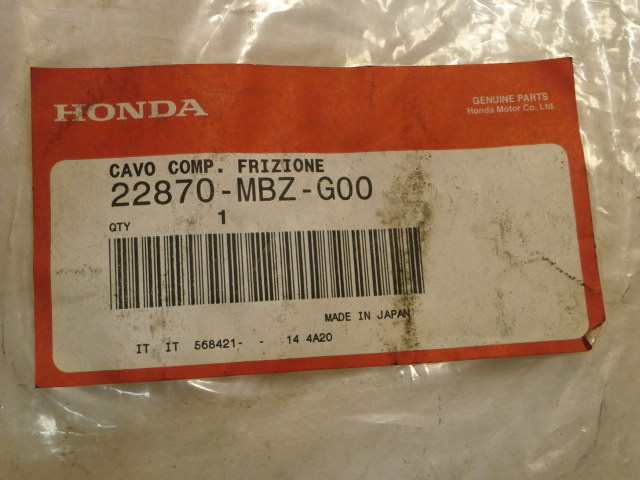 HONDA
GENUINE PARTS
Honda Motor Co. Ltd.
CAVO COMP. FRIZIONE
22870-MBZ-G00
QTY 1
MADE IN JAPAN
IT IT 568421- - 14 4A20